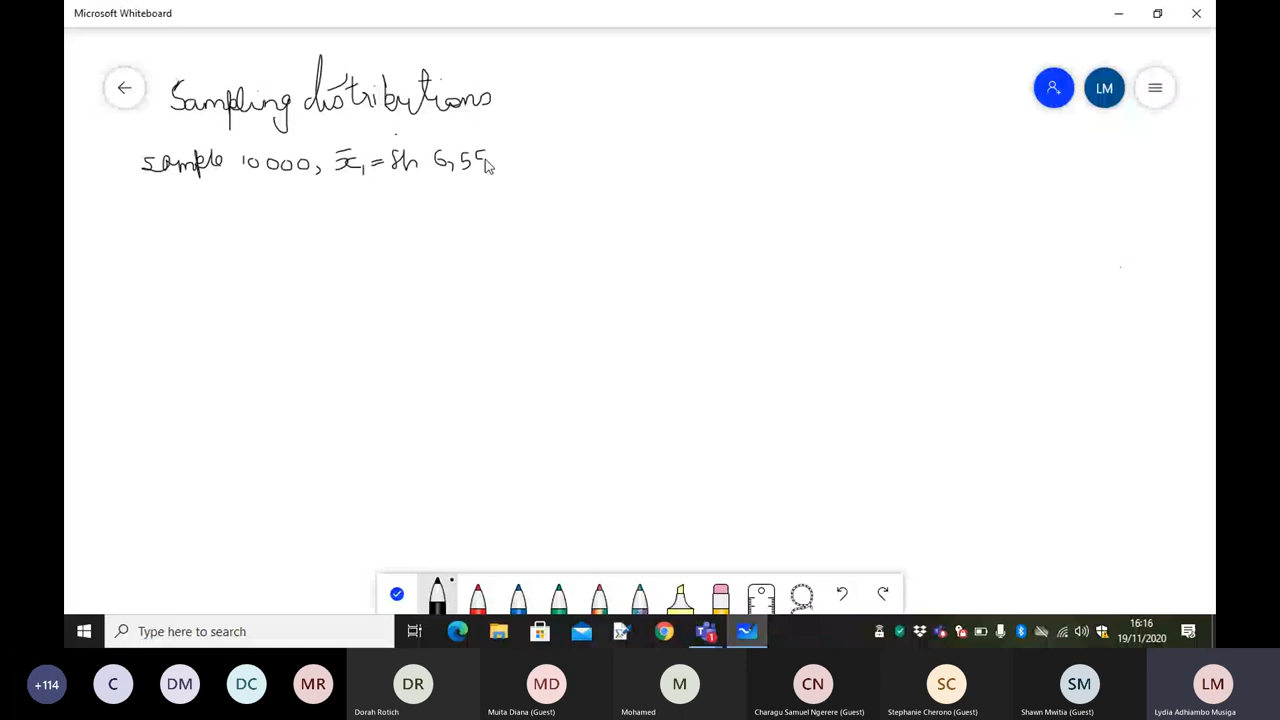 Microsoft Whiteboard
Sampling distributions
LM
sample 10 000, x̄₁ = sh 6,55
Type here to search
16:16
19/11/2020
+114
C
DM
DC
MR
DR
Dorah Rotich
MD
Muita Diana (Guest)
M
Mohamed
CN
Charagu Samuel Ngerere (Guest)
SC
Stephanie Cherono (Guest)
SM
Shawn Mwitia (Guest)
LM
Lydia Adhiambo Musiga